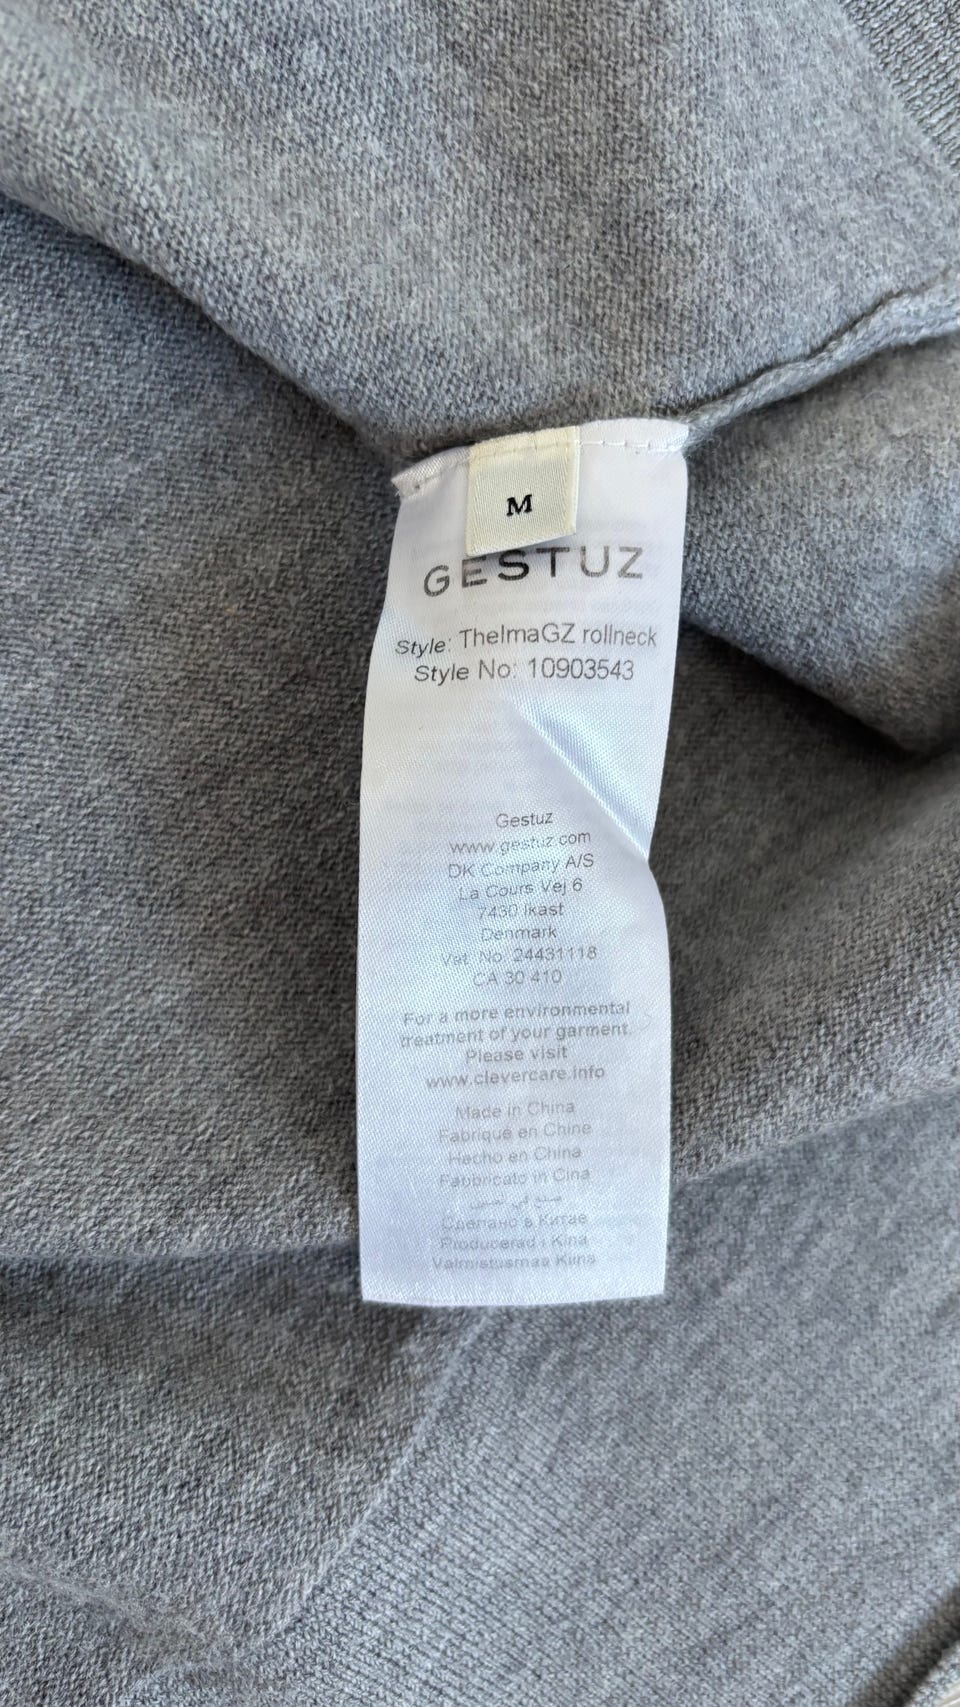 M
GESTUZ
Style: ThelmaGZ rollneck
Style No: 10903543
Gestuz
www.gestuz.com
DK Company A/S
La Cours Vej 6
7430 Ikast
Denmark
Vat. No. 24431118
CA 30 410
For a more environmental
treatment of your garment.
Please visit
www.clevercare.info
Made in China
Fabriqué en Chine
Hecho en China
Fabbricato in Cina
صنع في الصين
Сделано в Китае
Producerad i Kina
Valmistusmaa Kiina